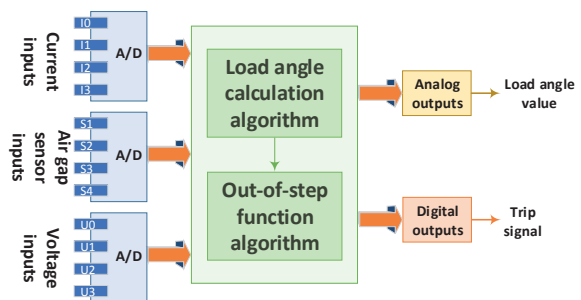 Current
inputs
I0
I1
I2
I3
A/D
Air gap
sensor
inputs
S1
S2
S3
S4
A/D
Voltage
inputs
U0
U1
U2
U3
A/D
Load angle
calculation
algorithm
Out-of-step
function
algorithm
Analog
outputs
Load angle
value
Digital
outputs
Trip
signal